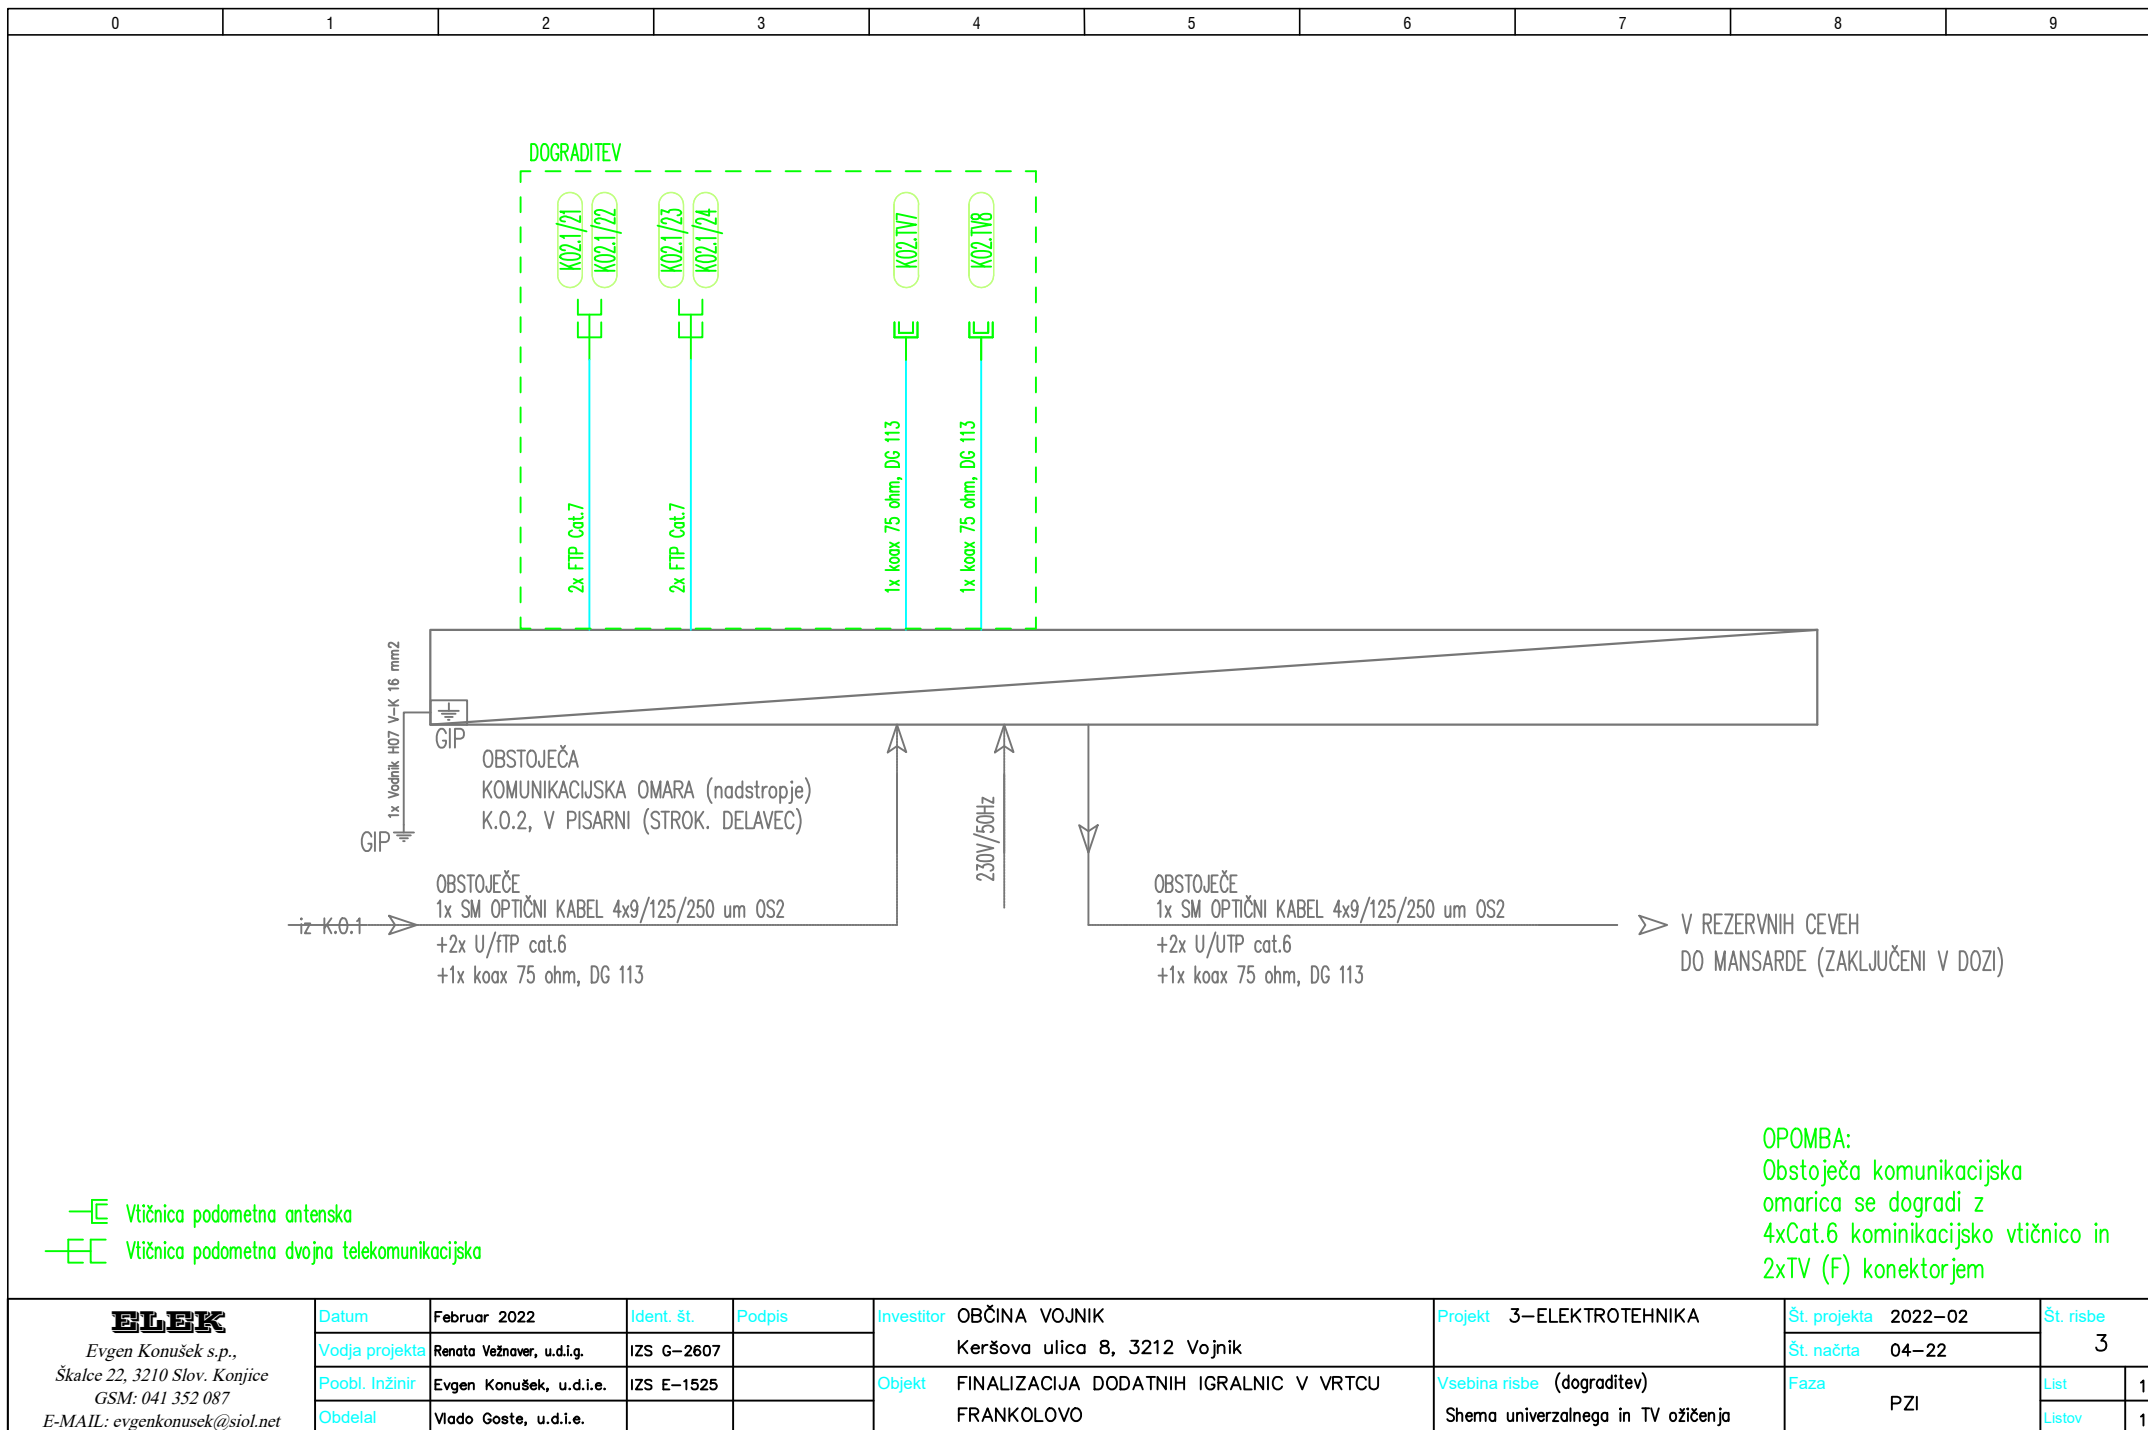 0 1 2 3 4 5 6 7 8 9
DOGRADITEV
K02.1/21
K02.1/22
K02.1/23
K02.1/24
K02.TV7
K02.TV8
2x FTP Cat.7
2x FTP Cat.7
1x koax 75 ohm, DG 113
1x koax 75 ohm, DG 113
1x Vodnik H07 V-K 16 mm2
GIP
GIP
OBSTOJEČA
KOMUNIKACIJSKA OMARA (nadstropje)
K.O.2, V PISARNI (STROK. DELAVEC)
230V/50Hz
iz K.O.1
OBSTOJEČE
1x SM OPTIČNI KABEL 4x9/125/250 um OS2
+2x U/fTP cat.6
+1x koax 75 ohm, DG 113
OBSTOJEČE
1x SM OPTIČNI KABEL 4x9/125/250 um OS2
+2x U/UTP cat.6
+1x koax 75 ohm, DG 113
V REZERVNIH CEVEH
DO MANSARDE (ZAKLJUČENI V DOZI)
OPOMBA:
Obstoječa komunikacijska
omarica se dogradi z
4xCat.6 kominikacijsko vtičnico in
2xTV (F) konektorjem
Vtičnica podometna antenska
Vtičnica podometna dvojna telekomunikacijska
ELEK
Evgen Konušek s.p.,
Škalce 22, 3210 Slov. Konjice
GSM: 041 352 087
E-MAIL: evgenkonusek@siol.net
Datum Februar 2022 Ident. št. Podpis
Vodja projekta Renata Vežnaver, u.d.i.g. IZS G-2607
Poobl. Inžinir Evgen Konušek, u.d.i.e. IZS E-1525
Obdelal Vlado Goste, u.d.i.e.
Investitor OBČINA VOJNIK
Keršova ulica 8, 3212 Vojnik
Objekt FINALIZACIJA DODATNIH IGRALNIC V VRTCU
FRANKOLOVO
Projekt 3-ELEKTROTEHNIKA
Vsebina risbe (dograditev)
Shema univerzalnega in TV ožičenja
Št. projekta 2022-02
Št. načrta 04-22
Faza
PZI
Št. risbe
3
List 1
Listov 1